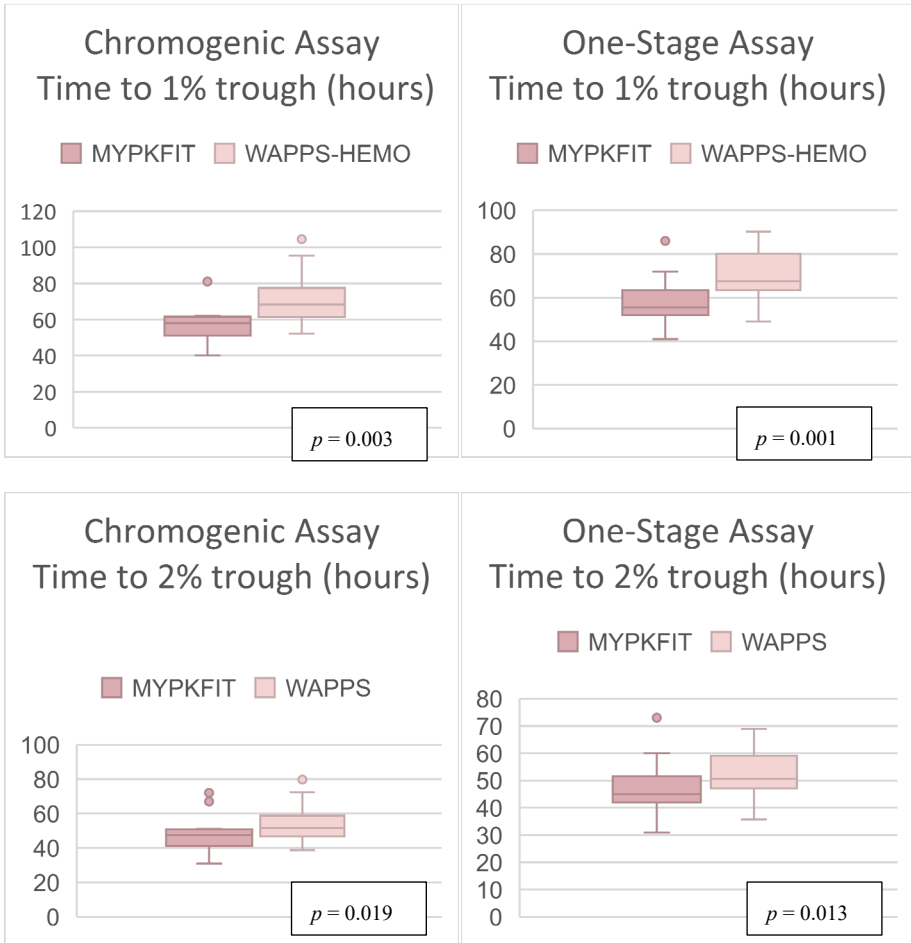 Chromogenic Assay
Time to 1% trough (hours)
MYPKFIT WAPPS-HEMO
120
100
80
60
40
20
0
p = 0.003
One-Stage Assay
Time to 1% trough (hours)
MYPKFIT WAPPS-HEMO
100
80
60
40
20
0
p = 0.001
Chromogenic Assay
Time to 2% trough (hours)
MYPKFIT WAPPS
100
80
60
40
20
0
p = 0.019
One-Stage Assay
Time to 2% trough (hours)
MYPKFIT WAPPS
80
70
60
50
40
30
20
10
0
p = 0.013